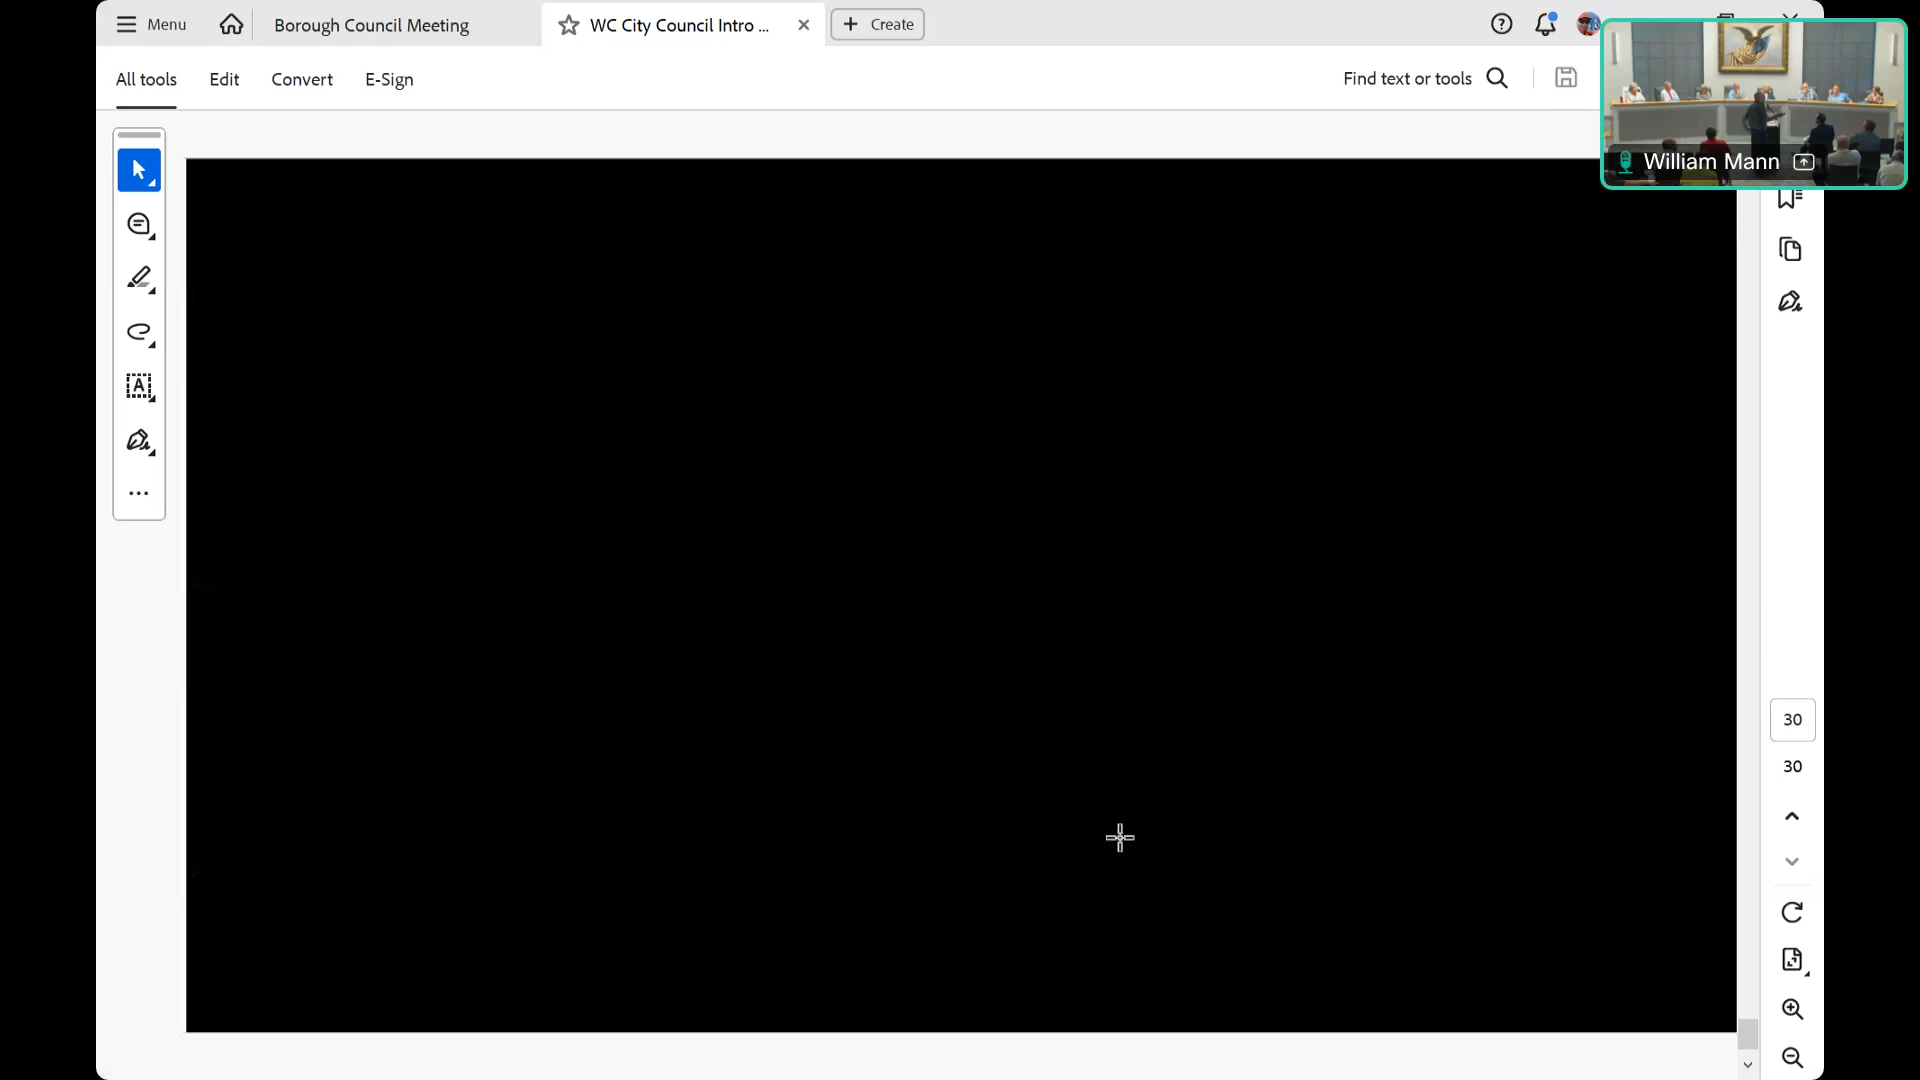 Menu
Borough Council Meeting
WC City Council Intro ...
Create
All tools
Edit
Convert
E-Sign
Find text or tools
William Mann
A
30
30